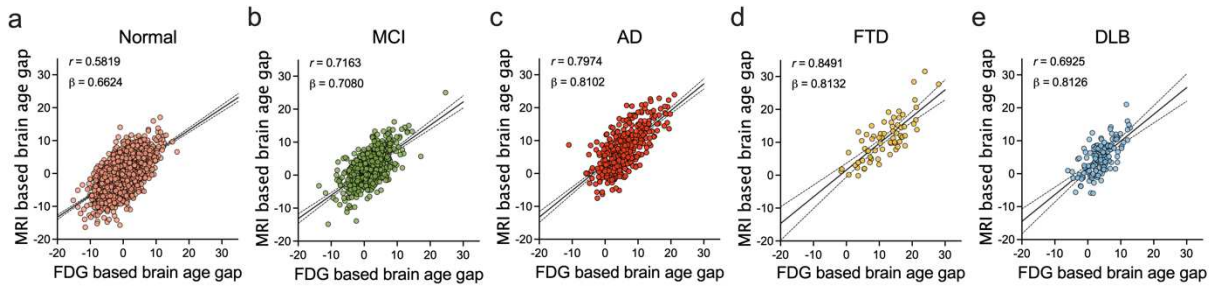 a
Normal
r = 0.5819
β = 0.6624
MRI based brain age gap
30
20
10
0
-10
-20
-20 -10 0 10 20 30
FDG based brain age gap
b
MCI
r = 0.7163
β = 0.7080
MRI based brain age gap
30
20
10
0
-10
-20
-20 -10 0 10 20 30
FDG based brain age gap
c
AD
r = 0.7974
β = 0.8102
MRI based brain age gap
30
20
10
0
-10
-20
-20 -10 0 10 20 30
FDG based brain age gap
d
FTD
r = 0.8491
β = 0.8132
MRI based brain age gap
30
20
10
0
-10
-20
-20 -10 0 10 20 30
FDG based brain age gap
e
DLB
r = 0.6925
β = 0.8126
MRI based brain age gap
30
20
10
0
-10
-20
-20 -10 0 10 20 30
FDG based brain age gap